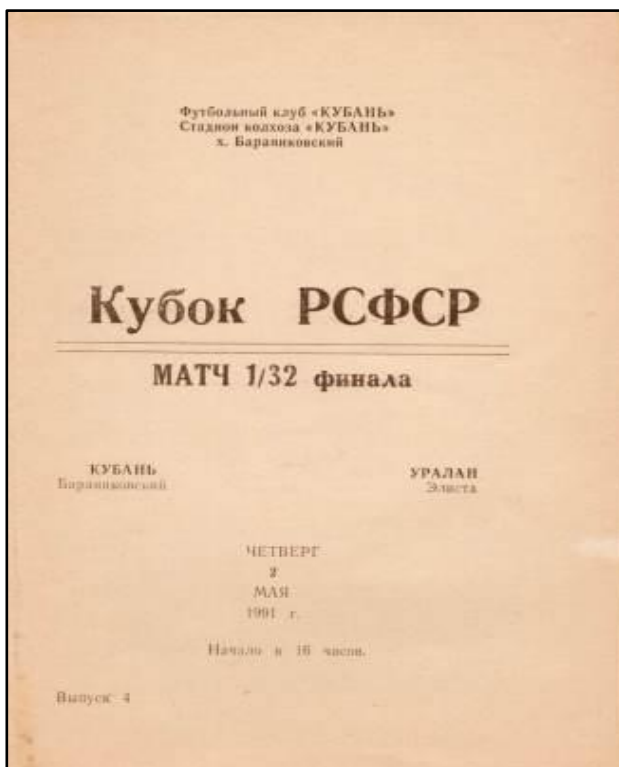 Футбольный клуб «КУБАНЬ»
Стадион колхоза «КУБАНЬ»
х. Бараниковский
Кубок РСФСР
МАТЧ 1/32 финала
КУБАНЬ
Бараниковский
УРАЛАН
Элиста
ЧЕТВЕРГ
2
МАЯ
1991 г.
Начало в 16 часов.
Выпуск 4